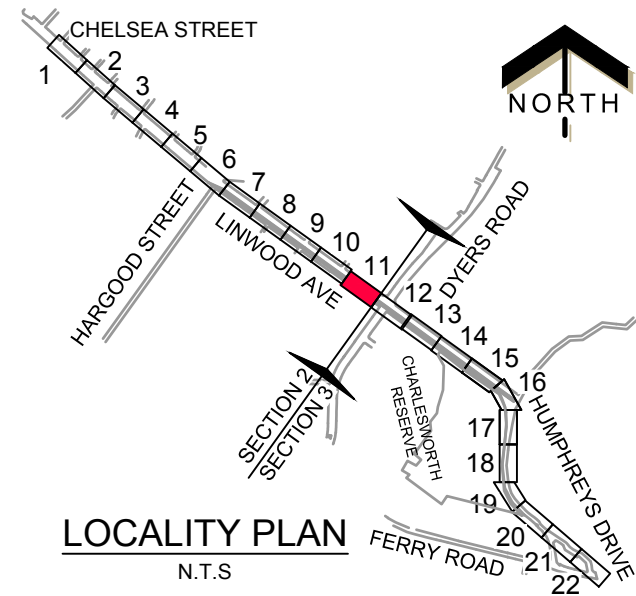 CHELSEA STREET
NORTH
1
2
3
4
5
6
7
8
9
10
11
12
13
14
15
16
17
18
19
20
21
22
HARGOOD STREET
LINWOOD AVE
DYERS ROAD
SECTION 2
SECTION 3
CHARLESWORTH
RESERVE
HUMPHREYS DRIVE
FERRY ROAD
LOCALITY PLAN
N.T.S